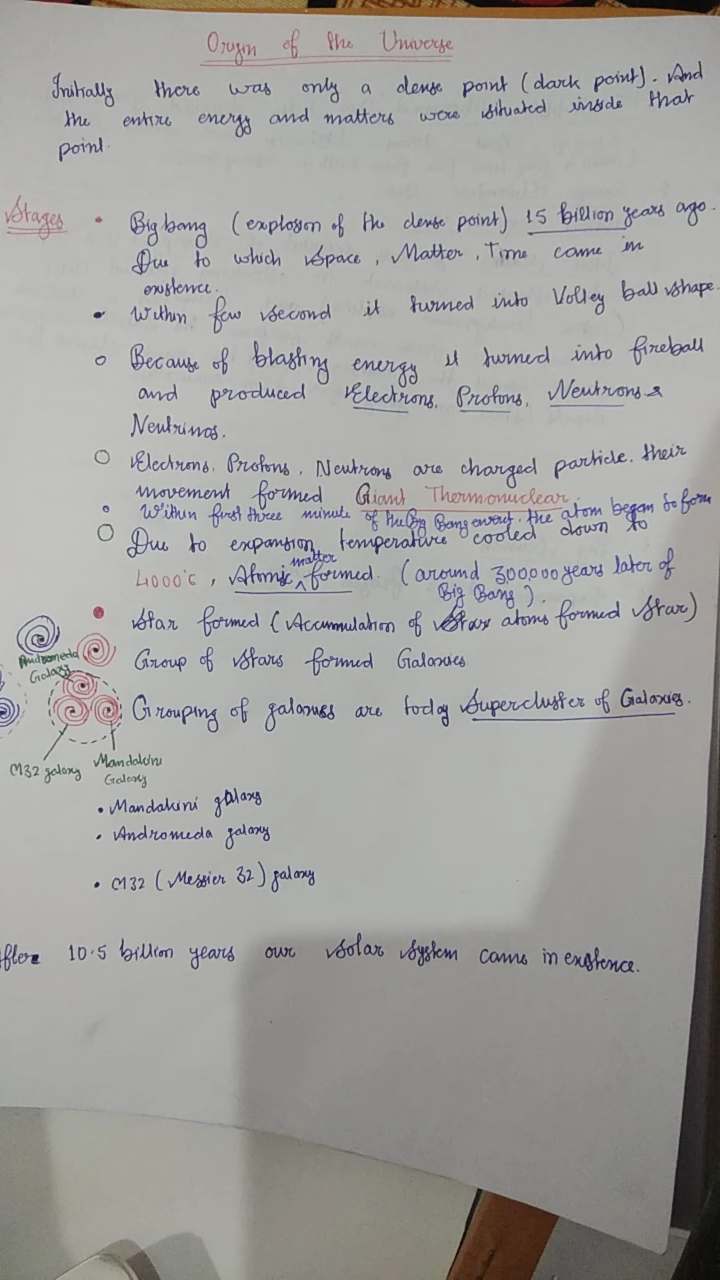 Origin of the Universe
Initially there was only a dense point (dark point). And
the entire energy and matters were situated inside that
point.
Stages
• Big bang (explosion of the dense point) 15 billion years ago.
Due to which Space, Matter, Time came in
existence.
• Within few second it turned into Volley ball shape.
Because of blasting energy it turned into fireball
and produced Electrons, Protons, Neutrons &
Neutrinos.
Electrons, Protons, Neutrons are charged particle. their
movement formed Giant Thermonuclear.
Within first three minute of the Big Bang event, the atom began to form
Due to expansion temperature cooled down to
matter
4000°c, Atomic ^ formed. (around 300,000 years later of
Big Bang).
• Star formed (Accumulation of atoms formed Star)
Group of Stars formed Galaxies
Grouping of galaxies are today Supercluster of Galaxies.
Andromeda
Galaxy
M32 galaxy
Mandakini
Galaxy
• Mandakini galaxy
• Andromeda galaxy
• M32 (Messier 32) galaxy
After 10.5 billion years our Solar System came in existence.